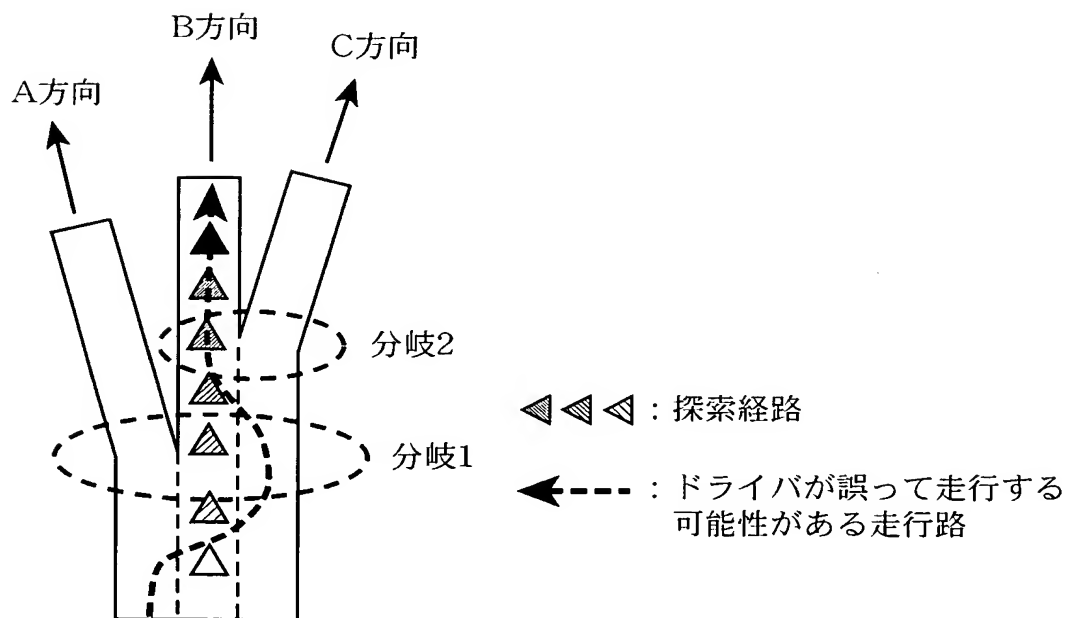 B方向
C方向
A方向
分岐2
分岐1
：探索経路
：ドライバが誤って走行する
可能性がある走行路